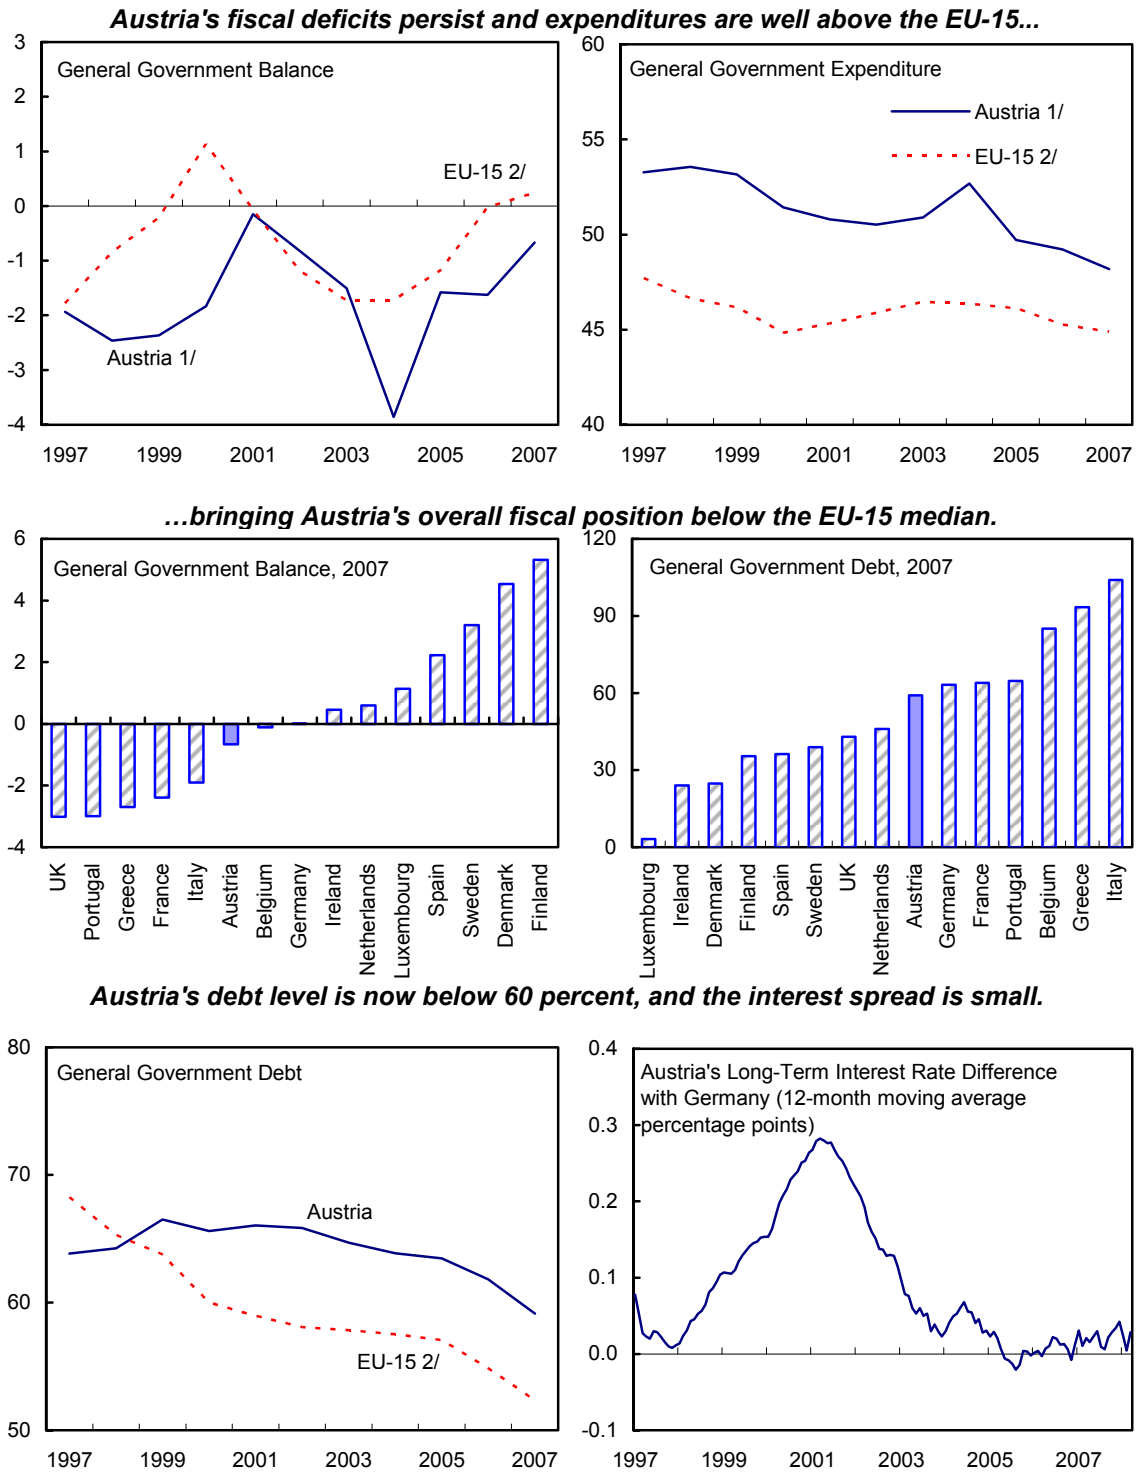 Austria's fiscal deficits persist and expenditures are well above the EU-15...
General Government Balance
3
2
1
0
-1
-2
-3
-4
EU-15 2/
Austria 1/
1997 1999 2001 2003 2005 2007
General Government Expenditure
60
55
50
45
40
Austria 1/
EU-15 2/
1997 1999 2001 2003 2005 2007
…bringing Austria's overall fiscal position below the EU-15 median.
General Government Balance, 2007
6
4
2
0
-2
-4
UK
Portugal
Greece
France
Italy
Austria
Belgium
Germany
Ireland
Netherlands
Luxembourg
Spain
Sweden
Denmark
Finland
General Government Debt, 2007
120
90
60
30
0
Luxembourg
Ireland
Denmark
Finland
Spain
Sweden
UK
Netherlands
Austria
Germany
France
Portugal
Belgium
Greece
Italy
Austria's debt level is now below 60 percent, and the interest spread is small.
General Government Debt
80
70
60
50
Austria
EU-15 2/
1997 1999 2001 2003 2005 2007
Austria's Long-Term Interest Rate Difference
with Germany (12-month moving average
percentage points)
0.4
0.3
0.2
0.1
0.0
-0.1
1997 1999 2001 2003 2005 2007